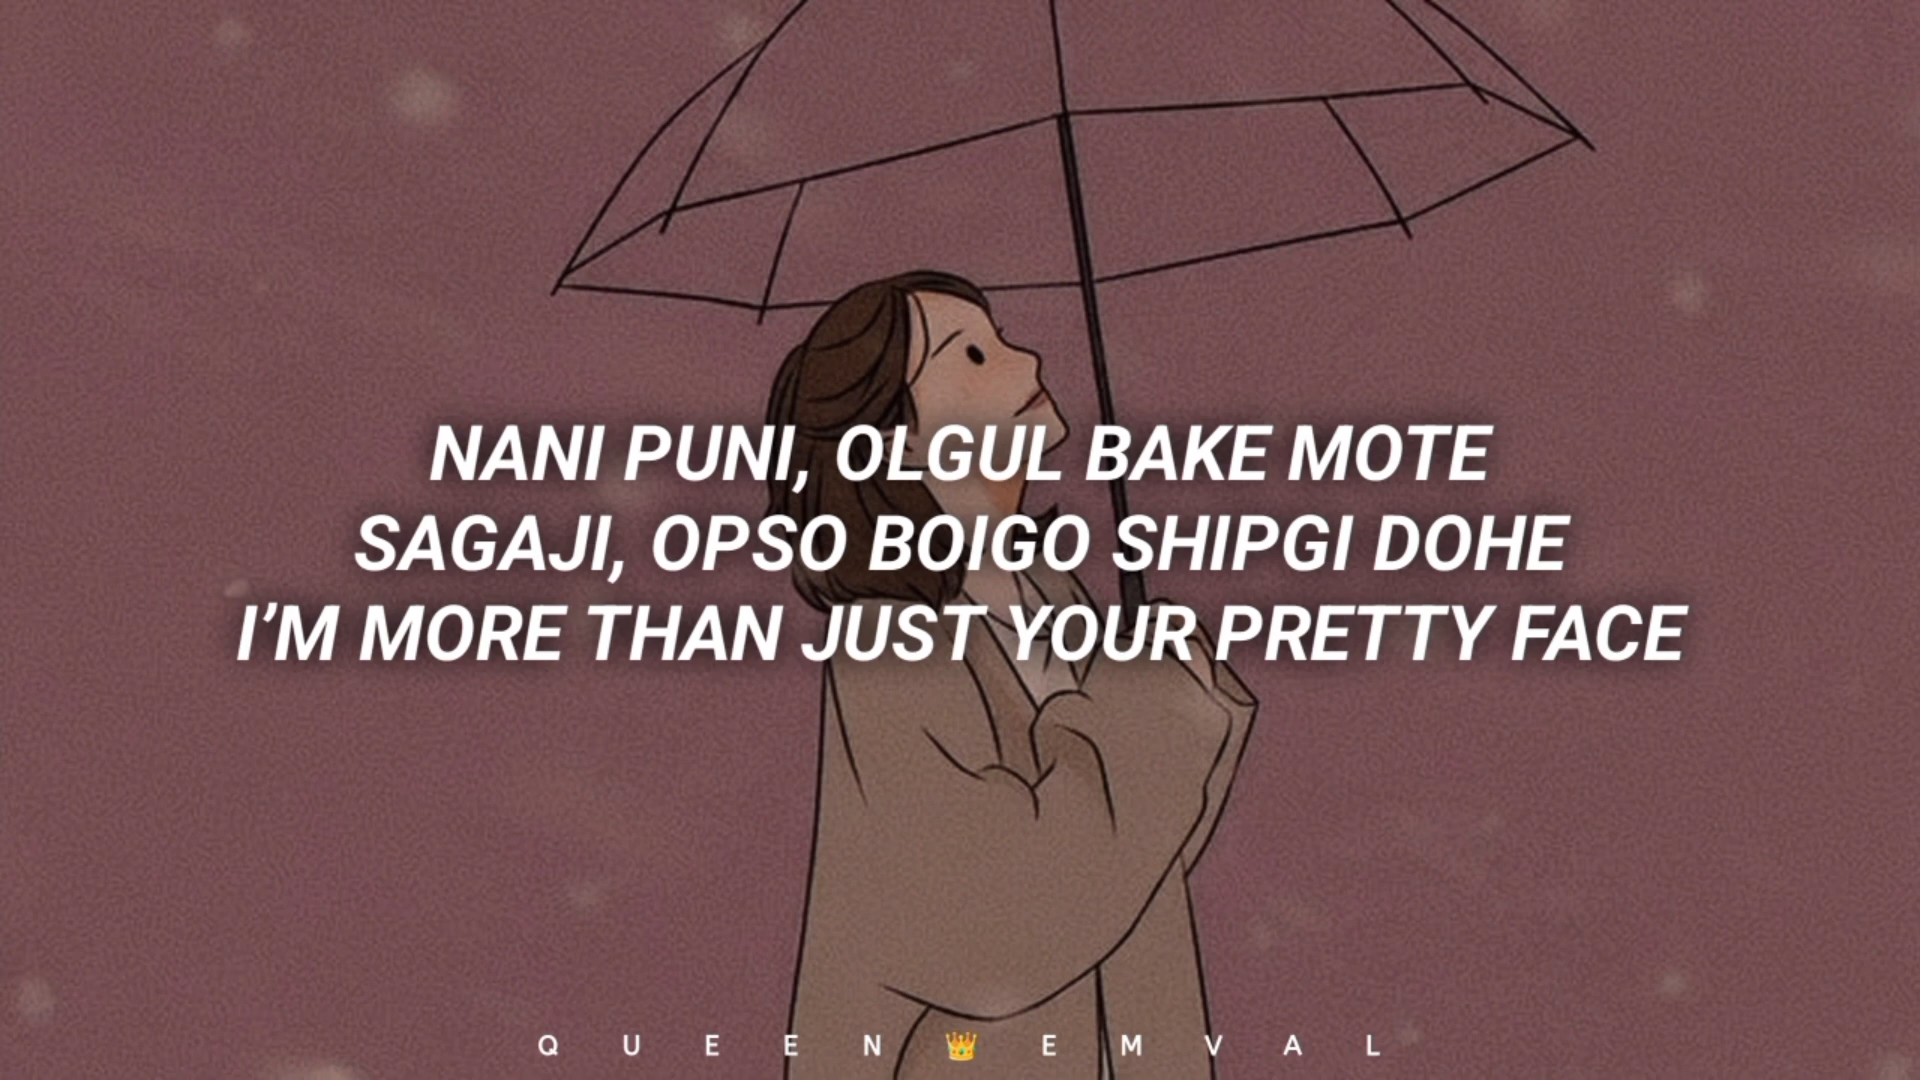 NANI PUNI, OLGUL BAKE MOTE
SAGAJI, OPSO BOIGO SHIPGI DOHE
I’M MORE THAN JUST YOUR PRETTY FACE
QUEEN👑EMVAL